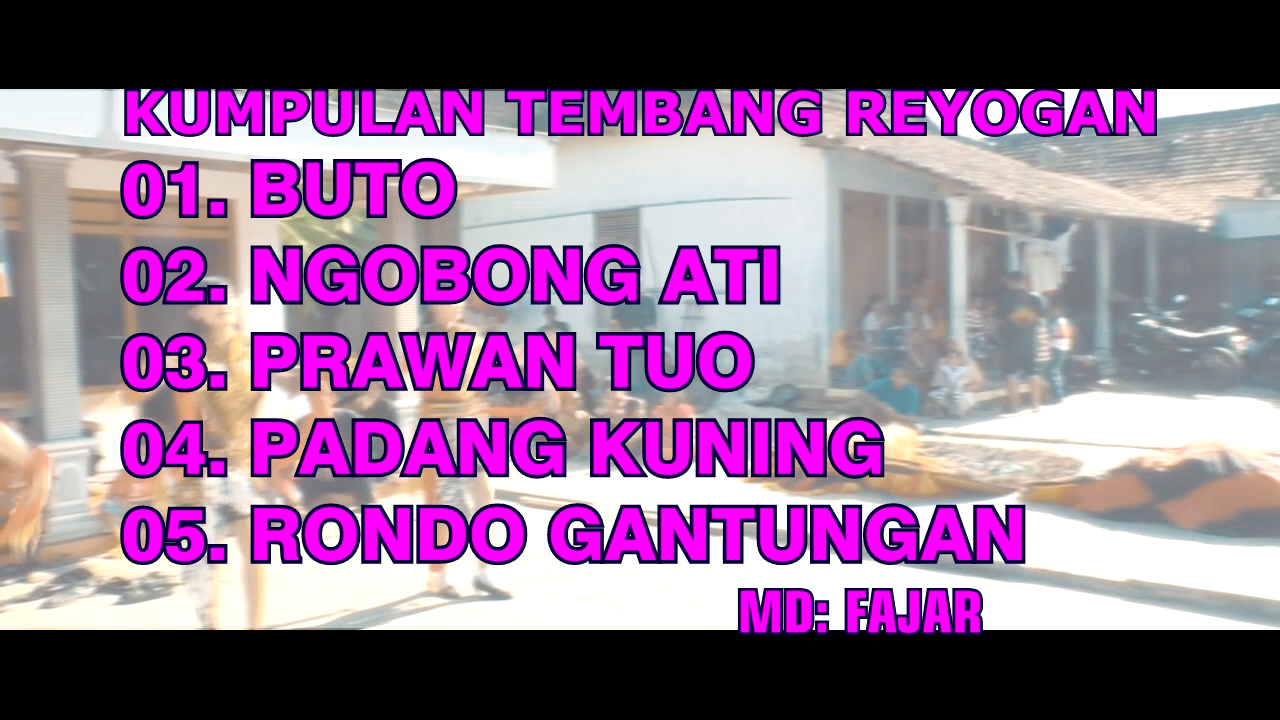 KUMPULAN TEMBANG REYOGAN
01. BUTO
02. NGOBONG ATI
03. PRAWAN TUO
04. PADANG KUNING
05. RONDO GANTUNGAN
MD: FAJAR